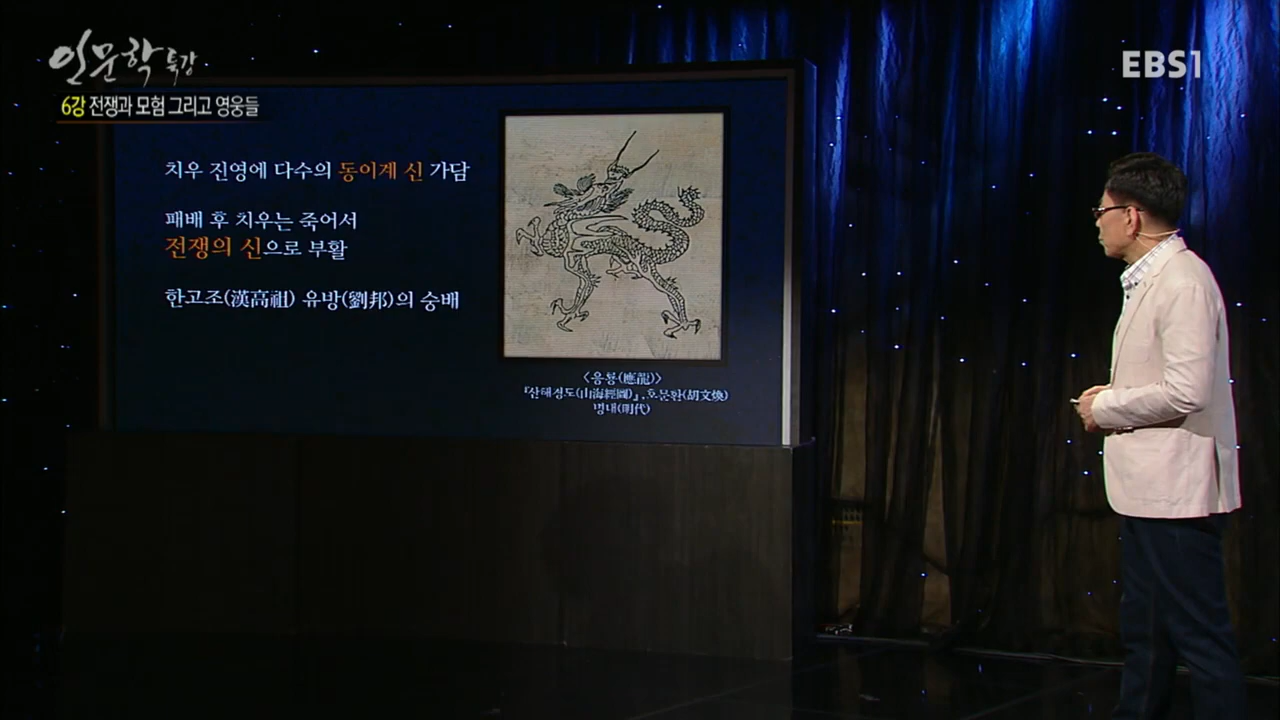 인문학 특강
EBS1
6강 전쟁과 모험 그리고 영웅들
치우 진영에 다수의 동이계 신 가담
패배 후 치우는 죽어서
전쟁의 신으로 부활
한고조(漢高祖) 유방(劉邦)의 숭배
<응룡(應龍)>
『산해경도(山海經圖)』, 호문환(胡文煥)
명대(明代)